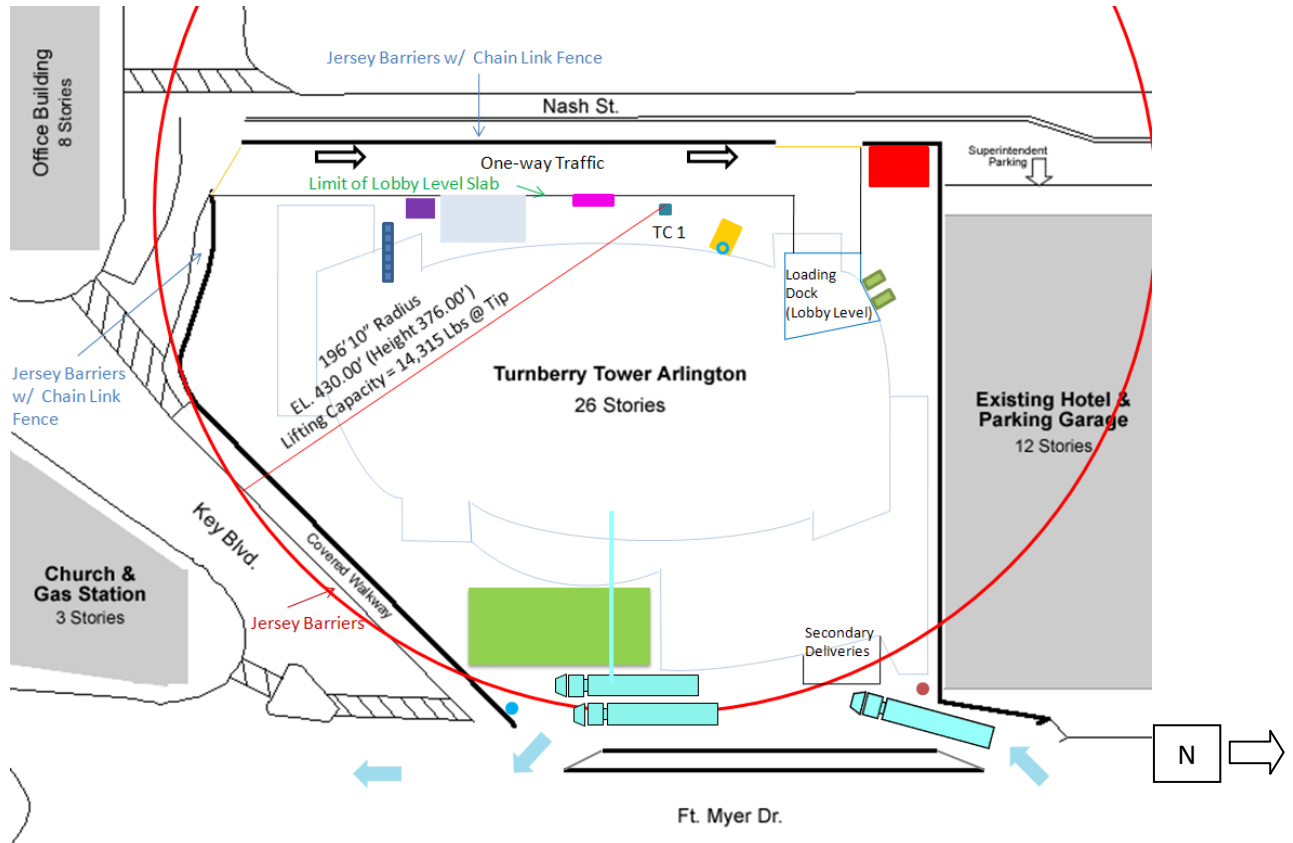 Jersey Barriers w/ Chain Link Fence
Office Building
8 Stories
Nash St.
One-way Traffic
Superintendent
Parking
Limit of Lobby Level Slab
TC 1
Loading
Dock
(Lobby Level)
196'10" Radius
EL. 430.00' (Height 376.00')
Lifting Capacity = 14,315 Lbs @ Tip
Jersey Barriers
w/ Chain Link
Fence
Turnberry Tower Arlington
26 Stories
Existing Hotel &
Parking Garage
12 Stories
Key Blvd.
Covered Walkway
Church &
Gas Station
3 Stories
Jersey Barriers
Secondary
Deliveries
N
Ft. Myer Dr.